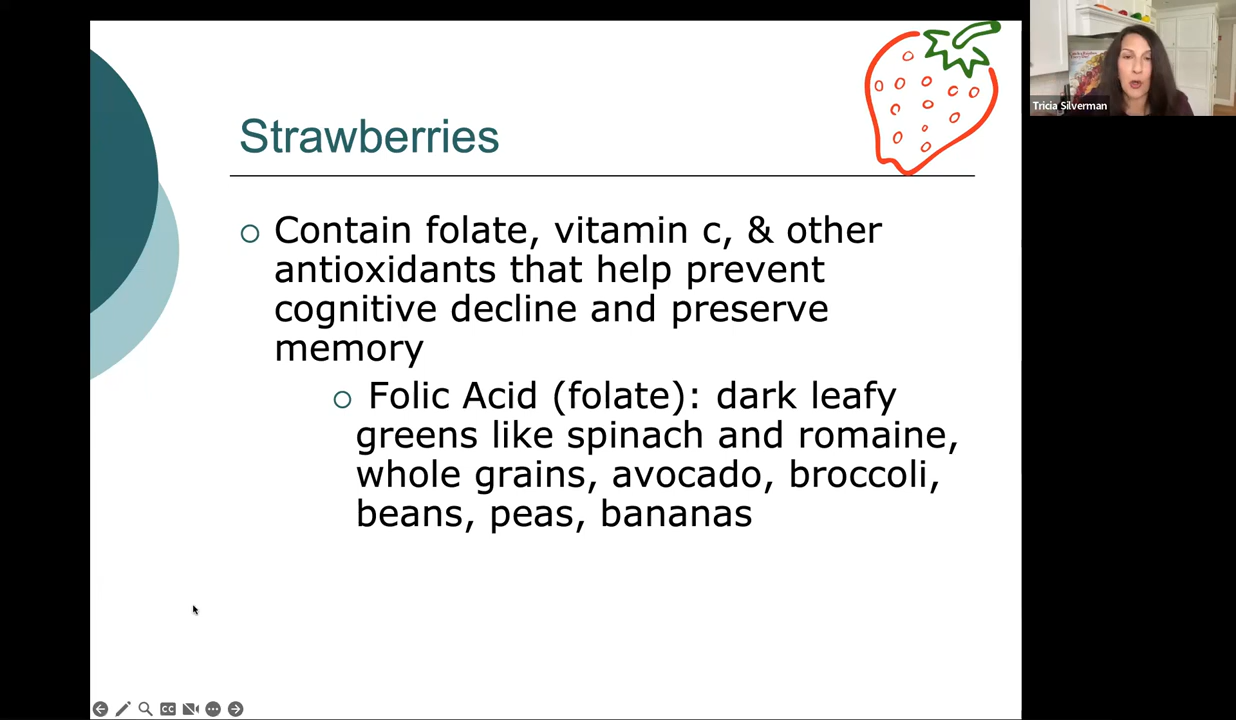 Strawberries
Contain folate, vitamin c, & other
antioxidants that help prevent
cognitive decline and preserve
memory
Folic Acid (folate): dark leafy
greens like spinach and romaine,
whole grains, avocado, broccoli,
beans, peas, bananas
Tricia Silverman
CC